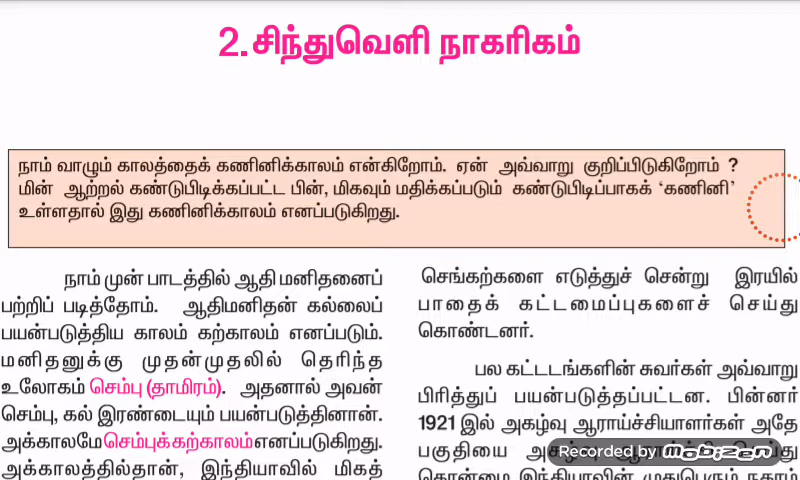 2. சிந்துவெளி நாகரிகம்
நாம் வாழும் காலத்தைக் கணினிக்காலம் என்கிறோம். ஏன் அவ்வாறு குறிப்பிடுகிறோம் ?
மின் ஆற்றல் கண்டுபிடிக்கப்பட்ட பின், மிகவும் மதிக்கப்படும் கண்டுபிடிப்பாகக் ‘கணினி’
உள்ளதால் இது கணினிக்காலம் எனப்படுகிறது.
நாம் முன் பாடத்தில் ஆதி மனிதனைப்
பற்றிப் படித்தோம். ஆதிமனிதன் கல்லைப்
பயன்படுத்திய காலம் கற்காலம் எனப்படும்.
மனிதனுக்கு முதன்முதலில் தெரிந்த
உலோகம் செம்பு (தாமிரம்). அதனால் அவன்
செம்பு, கல் இரண்டையும் பயன்படுத்தினான்.
அக்காலமே செம்புக்கற்காலம் எனப்படுகிறது.
அக்காலத்தில்தான், இந்தியாவில் மிகத்
செங்கற்களை எடுத்துச் சென்று இரயில்
பாதைக் கட்டமைப்புகளைச் செய்து
கொண்டனர்.
பல கட்டடங்களின் சுவர்கள் அவ்வாறு
பிரித்துப் பயன்படுத்தப்பட்டன. பின்னர்
1921 இல் அகழ்வு ஆராய்ச்சியாளர்கள் அதே
பகுதியை
Recorded by mobizen